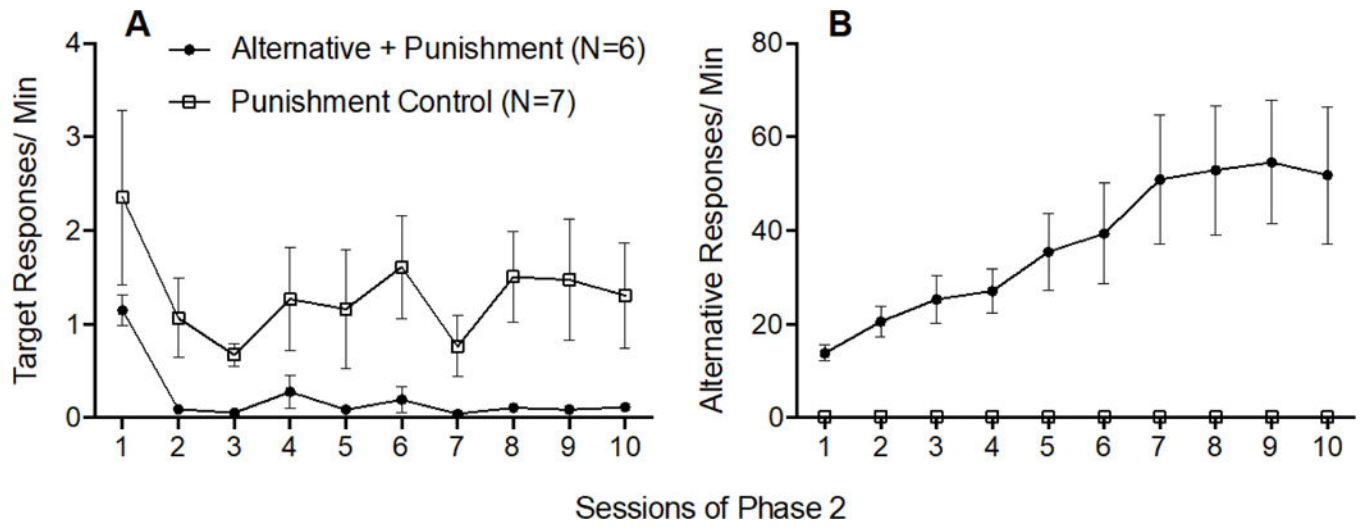 A
B
Alternative + Punishment (N=6)
Punishment Control (N=7)
Target Responses/ Min
4
3
2
1
0
1 2 3 4 5 6 7 8 9 10
Alternative Responses/ Min
80
60
40
20
0
1 2 3 4 5 6 7 8 9 10
Sessions of Phase 2